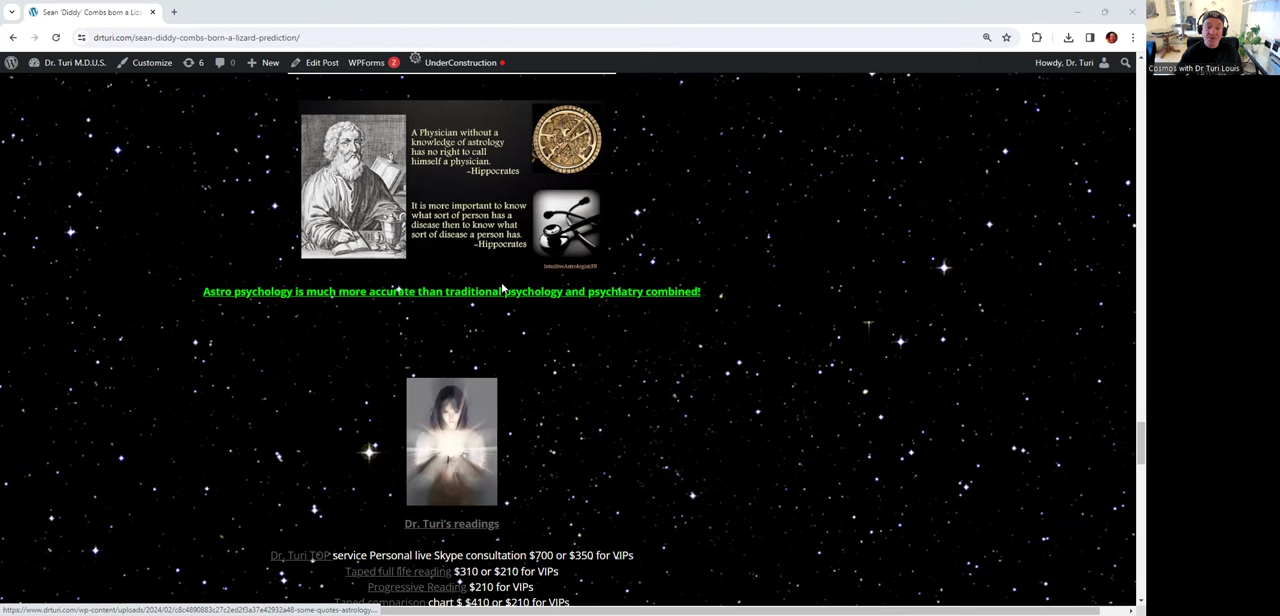 Sean 'Diddy' Combs born a Liz
drturi.com/sean-diddy-combs-born-a-lizard-prediction/
Dr. Turi M.D.U.S.
Customize
6
0
New
Edit Post
WPForms 2
UnderConstruction
Howdy, Dr. Turi
Cosmos with Dr Turi Louis
A Physician without a
knowledge of astrology
has no right to call
himself a physician.
-Hippocrates
It is more important to know
what sort of person has a
disease then to know what
sort of disease a person has.
-Hippocrates
IntuitiveAstrologist/FB
Astro psychology is much more accurate than traditional psychology and psychiatry combined!
Dr. Turi's readings
Dr. Turi TOP service Personal live Skype consultation $700 or $350 for VIPs
Taped full life reading $310 or $210 for VIPs
Progressive Reading $210 for VIPs
Taped comparison chart $ $410 or $210 for VIPs
https://www.drturi.com/wp-content/uploads/2024/02/c8c4890883c27c2ed2f3a37e42932a48-some-quotes-astrology...